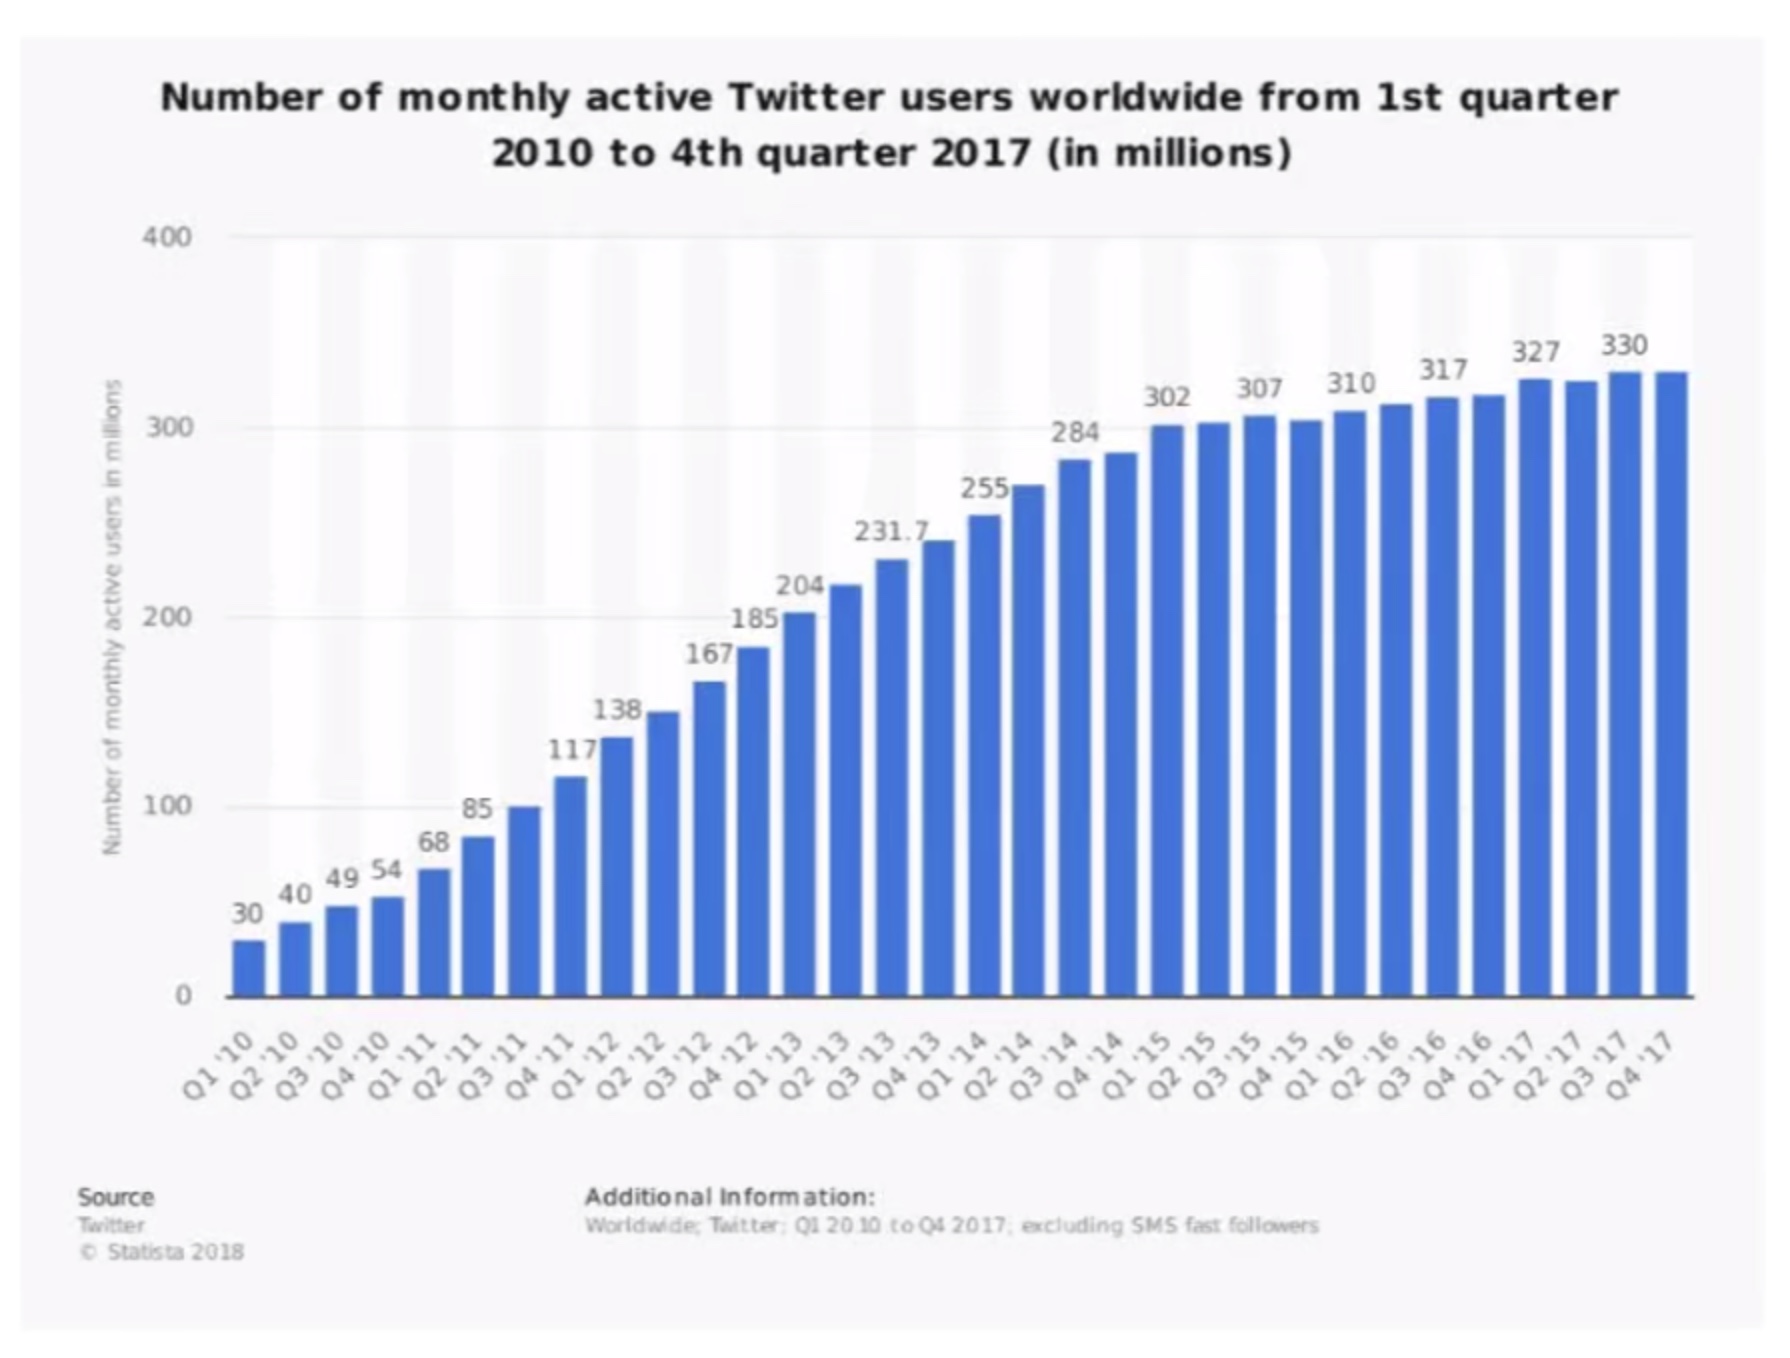 Number of monthly active Twitter users worldwide from 1st quarter
2010 to 4th quarter 2017 (in millions)
Number of monthly active users in millions
400
300
200
100
0
30
40
49
54
68
85
117
138
167
185
204
231.7
255
284
302
307
310
317
327
330
Q1 '10
Q2 '10
Q3 '10
Q4 '10
Q1 '11
Q2 '11
Q3 '11
Q4 '11
Q1 '12
Q2 '12
Q3 '12
Q4 '12
Q1 '13
Q2 '13
Q3 '13
Q4 '13
Q1 '14
Q2 '14
Q3 '14
Q4 '14
Q1 '15
Q2 '15
Q3 '15
Q4 '15
Q1 '16
Q2 '16
Q3 '16
Q4 '16
Q1 '17
Q2 '17
Q3 '17
Q4 '17
Source
Twitter
© Statista 2018
Additional Information:
Worldwide; Twitter; Q1 2010 to Q4 2017; excluding SMS fast followers